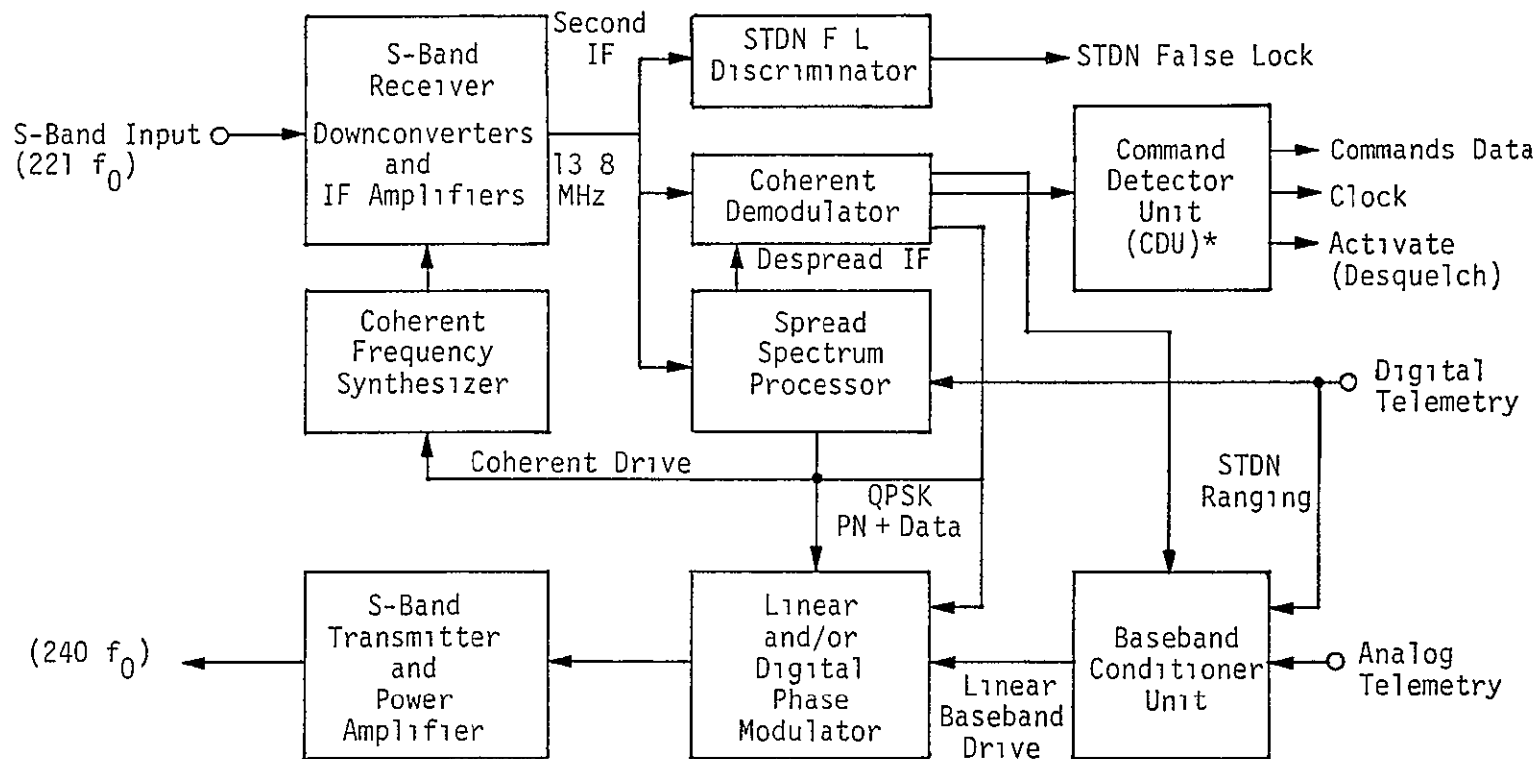 S-Band
Receiver
Downconverters
and
IF Amplifiers
Second
IF
13 8
MHz
STDN F L
Discriminator
STDN False Lock
S-Band Input
(221 f0)
Coherent
Demodulator
Command
Detector
Unit
(CDU)*
Commands Data
Clock
Activate
(Desquelch)
Despread IF
Coherent
Frequency
Synthesizer
Spread
Spectrum
Processor
Digital
Telemetry
Coherent Drive
QPSK
PN + Data
STDN
Ranging
(240 f0)
S-Band
Transmitter
and
Power
Amplifier
Linear
and/or
Digital
Phase
Modulator
Linear
Baseband
Drive
Baseband
Conditioner
Unit
Analog
Telemetry